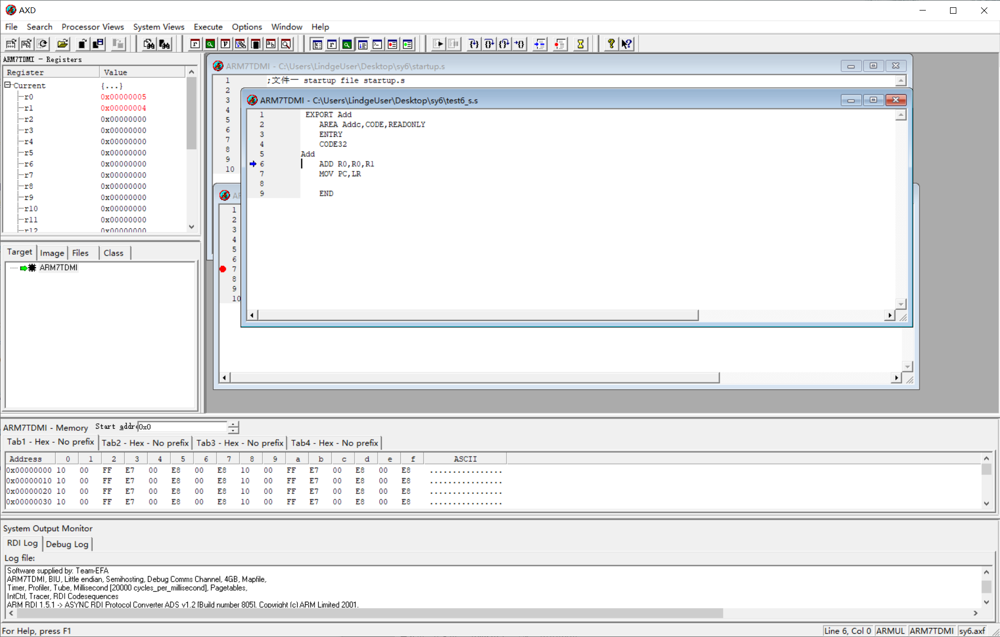 AXD
File Search Processor Views System Views Execute Options Window Help
ARM7TDMI - Registers
Register Value
Current {...}
r0 0x00000005
r1 0x00000004
r2 0x00000000
r3 0x00000000
r4 0x00000000
r5 0x00000000
r6 0x00000000
r7 0x00000000
r8 0x00000000
r9 0x00000000
r10 0x00000000
r11 0x00000000
r12 0x00000000
Target Image Files Class
ARM7TDMI
ARM7TDMI - C:\Users\LindgeUser\Desktop\sy6\startup.s
1 ;文件一 startup file startup.s
2
3
4
5
6
7
8
9
10
ARM7TDMI - C:\Users\LindgeUser\Desktop\sy6\test6_s.s
1 EXPORT Add
2 AREA Addc,CODE,READONLY
3 ENTRY
4 CODE32
5 Add
6 ADD R0,R0,R1
7 MOV PC,LR
8
9 END
AR
1
2
3
4
5
6
7
8
9
10
ARM7TDMI - Memory Start addre 0x0
Tab1 - Hex - No prefix Tab2 - Hex - No prefix Tab3 - Hex - No prefix Tab4 - Hex - No prefix
Address 0 1 2 3 4 5 6 7 8 9 a b c d e f ASCII
0x00000000 10 00 FF E7 00 E8 00 E8 10 00 FF E7 00 E8 00 E8 ................
0x00000010 10 00 FF E7 00 E8 00 E8 10 00 FF E7 00 E8 00 E8 ................
0x00000020 10 00 FF E7 00 E8 00 E8 10 00 FF E7 00 E8 00 E8 ................
0x00000030 10 00 FF E7 00 E8 00 E8 10 00 FF E7 00 E8 00 E8 ................
System Output Monitor
RDI Log Debug Log
Log file:
Software supplied by: Team-EFA
ARM7TDMI, BIU, Little endian, Semihosting, Debug Comms Channel, 4GB, Mapfile,
Timer, Profiler, Tube, Millisecond [20000 cycles_per_millisecond], Pagetables,
IntCtrl, Tracer, RDI Codesequences
ARM RDI 1.5.1 -> ASYNC RDI Protocol Converter ADS v1.2 [Build number 805]. Copyright (c) ARM Limited 2001.
For Help, press F1 Line 6, Col 0 ARMUL ARM7TDMI sy6.axf